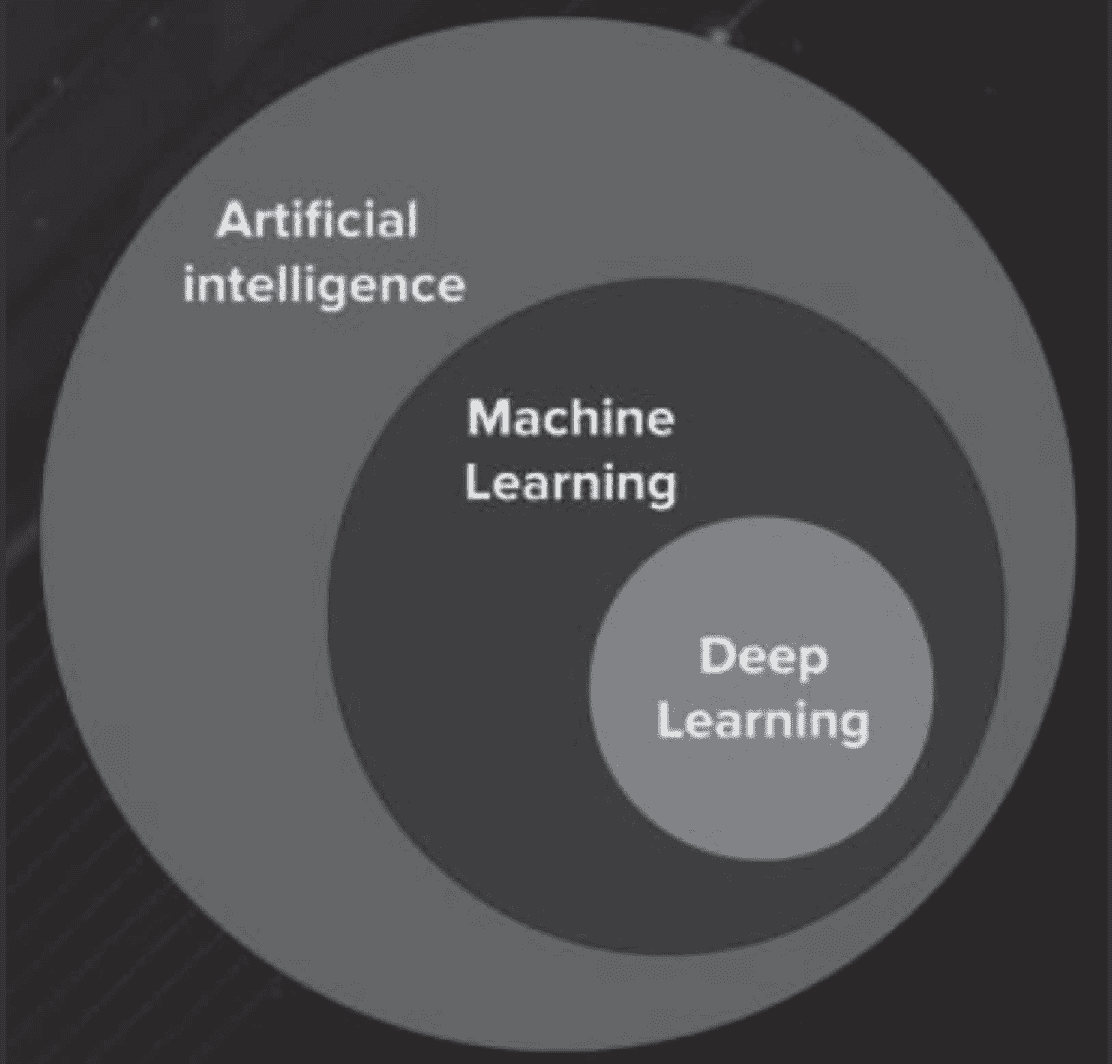 Artificial
intelligence
Machine
Learning
Deep
Learning